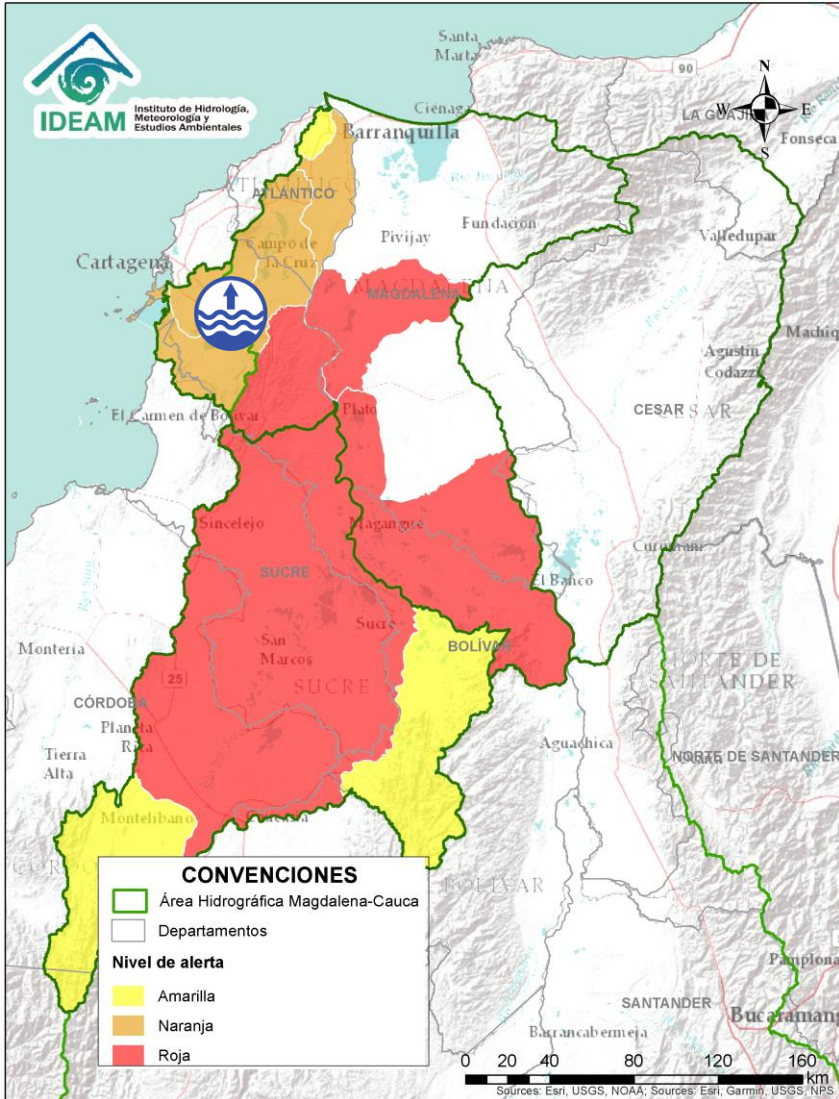 IDEAM
Instituto de Hidrología,
Meteorología y
Estudios Ambientales
Santa
Marta
90
N
W
E
S
LA GUAJI
Ciénaga
Barranquilla
Fonseca
ATLÁNTICO
Fundación
Pivijay
Valledupar
Campo de
la Cruz
Cartagena
MAGDALENA
Agustín
Codazzi
El Carmen de Bolívar
Plato
CESAR
CESAR
Sincelejo
Magangué
SUCRE
El Banco
Sucre
Montería
San
Marcos
BOLÍVAR
NORTE DE
SANTANDER
25
SUCRE
CÓRDOBA
Planeta
Rica
Tierra
Alta
Aguachica
NORTE DE SANTANDER
Montelíbano
CONVENCIONES
Área Hidrográfica Magdalena-Cauca
Departamentos
Nivel de alerta
Amarilla
Naranja
Roja
BOLÍVAR
Pamplona
SANTANDER
Bucaramang
Barrancabermeja
0 20 40 80 120 160
km
Sources: Esri, USGS, NOAA; Sources: Esri, Garmin, USGS, NPS